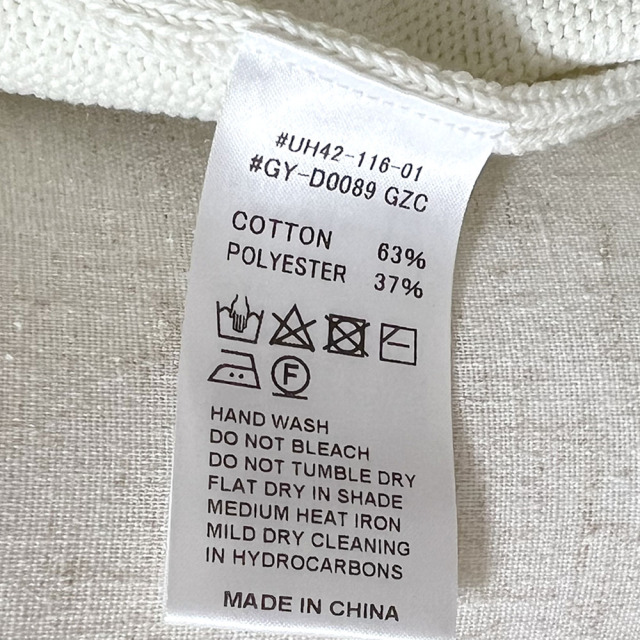 #UH42-116-01
#GY-D0089 GZC
COTTON 63%
POLYESTER 37%
F
HAND WASH
DO NOT BLEACH
DO NOT TUMBLE DRY
FLAT DRY IN SHADE
MEDIUM HEAT IRON
MILD DRY CLEANING
IN HYDROCARBONS
MADE IN CHINA